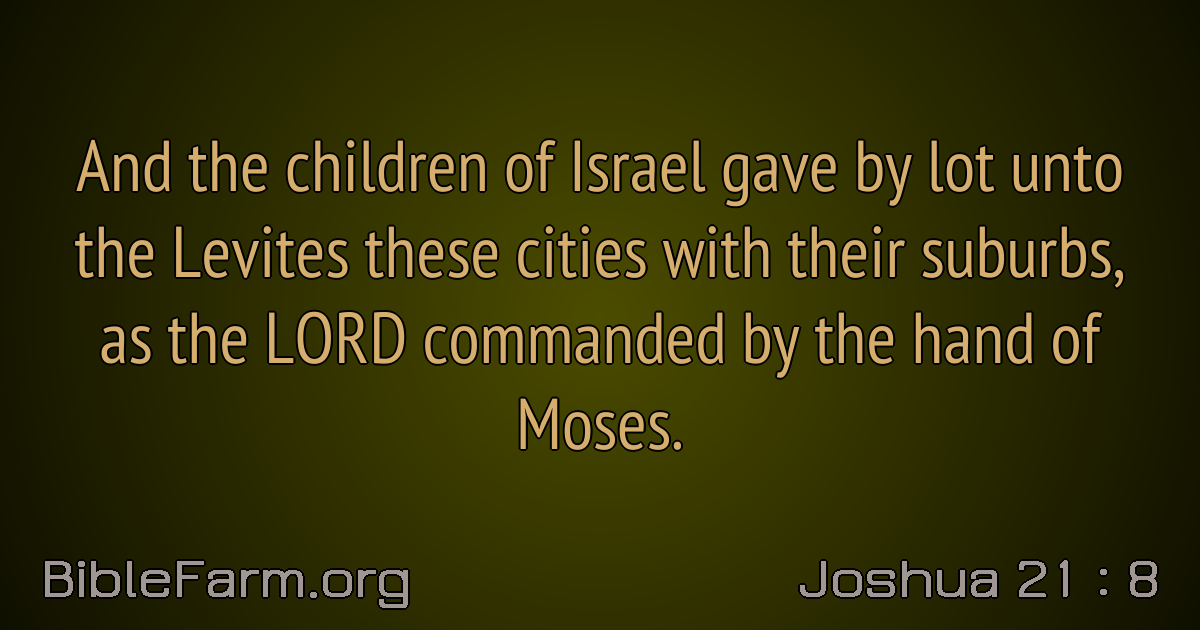 And the children of Israel gave by lot unto
the Levites these cities with their suburbs,
as the LORD commanded by the hand of
Moses.
BibleFarm.org
Joshua 21 : 8